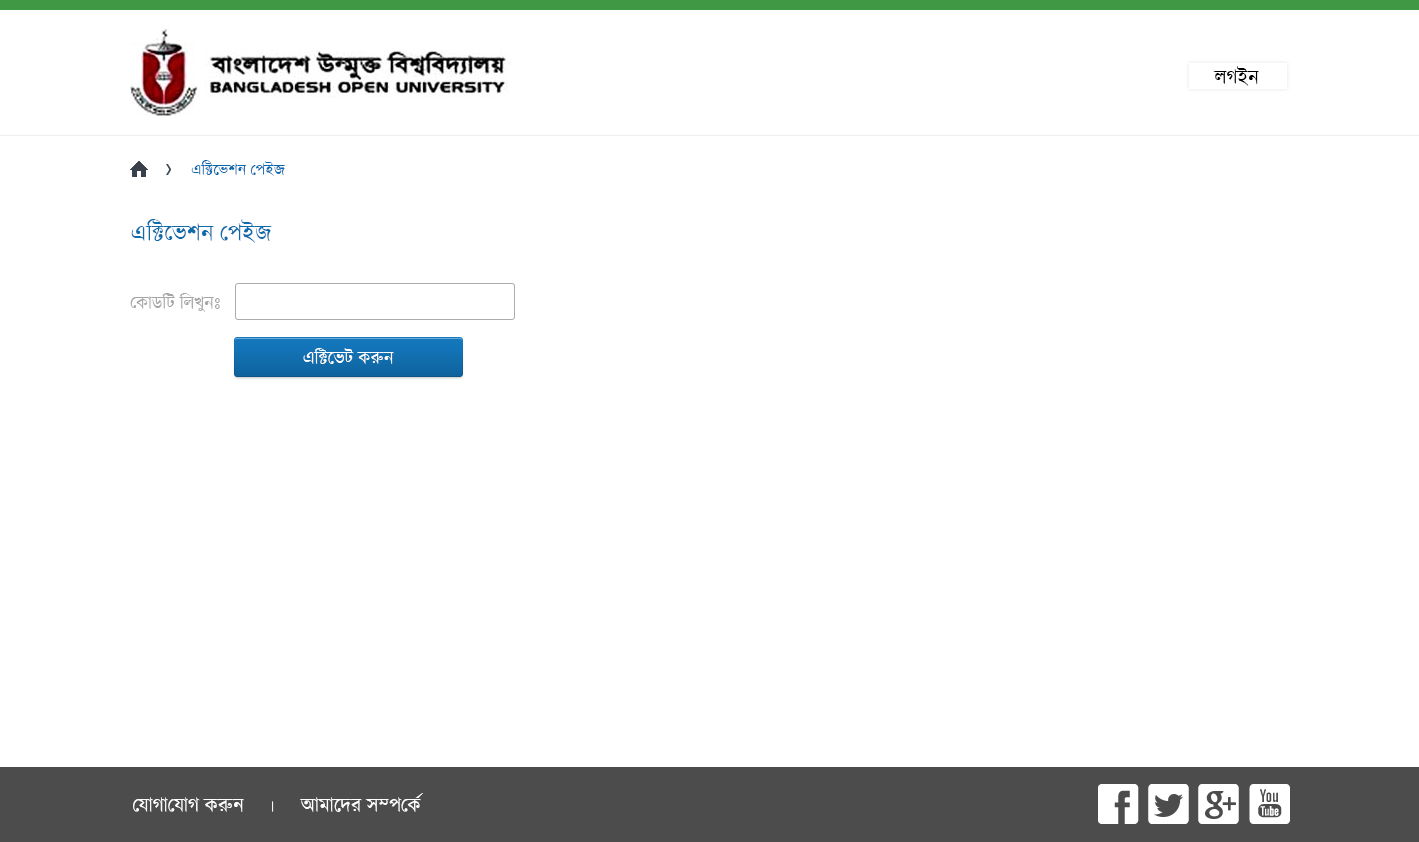 বাংলাদেশ উন্মুক্ত বিশ্ববিদ্যালয়
BANGLADESH OPEN UNIVERSITY
লগইন
এক্টিভেশন পেইজ
এক্টিভেশন পেইজ
কোডটি লিখুনঃ
এক্টিভেট করুন
যোগাযোগ করুন | আমাদের সম্পর্কে
You Tube